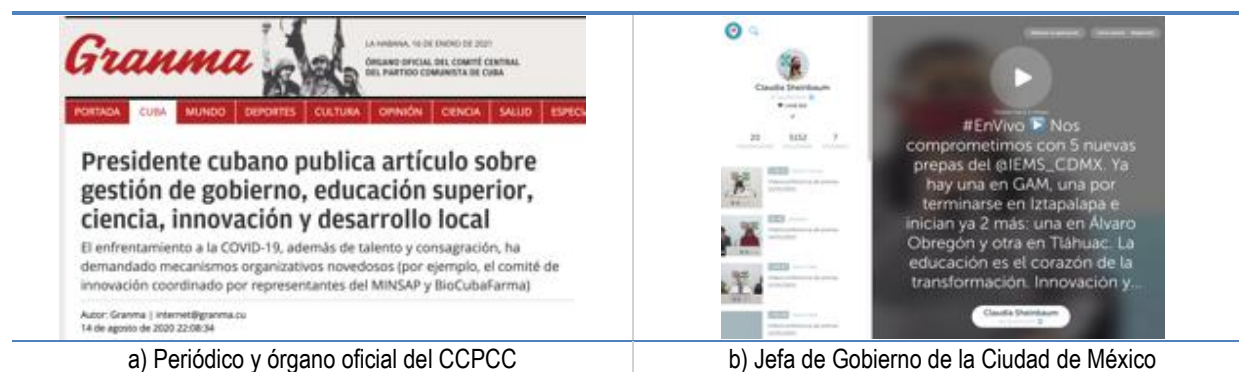 Granma
LA HABANA, 16 DE ENERO DE 2021
ÓRGANO OFICIAL DEL COMITÉ CENTRAL
DEL PARTIDO COMUNISTA DE CUBA
PORTADA CUBA MUNDO DEPORTES CULTURA OPINIÓN CIENCIA SALUD ESPECI
Presidente cubano publica artículo sobre
gestión de gobierno, educación superior,
ciencia, innovación y desarrollo local
El enfrentamiento a la COVID-19, además de talento y consagración, ha
demandado mecanismos organizativos novedosos (por ejemplo, el comité de
innovación coordinado por representantes del MINSAP y BioCubaFarma)
Autor: Granma | internet@granma.cu
14 de agosto de 2020 22:08:34
a) Periódico y órgano oficial del CCPCC
Claudia Sheinbaum
20 5152 7
#EnVivo ▶️ Nos
comprometimos con 5 nuevas
prepas del @IEMS_CDMX. Ya
hay una en GAM, una por
terminarse en Iztapalapa e
inician ya 2 más: una en Álvaro
Obregón y otra en Tláhuac. La
educación es el corazón de la
transformación. Innovación y...
Claudia Sheinbaum
b) Jefa de Gobierno de la Ciudad de México